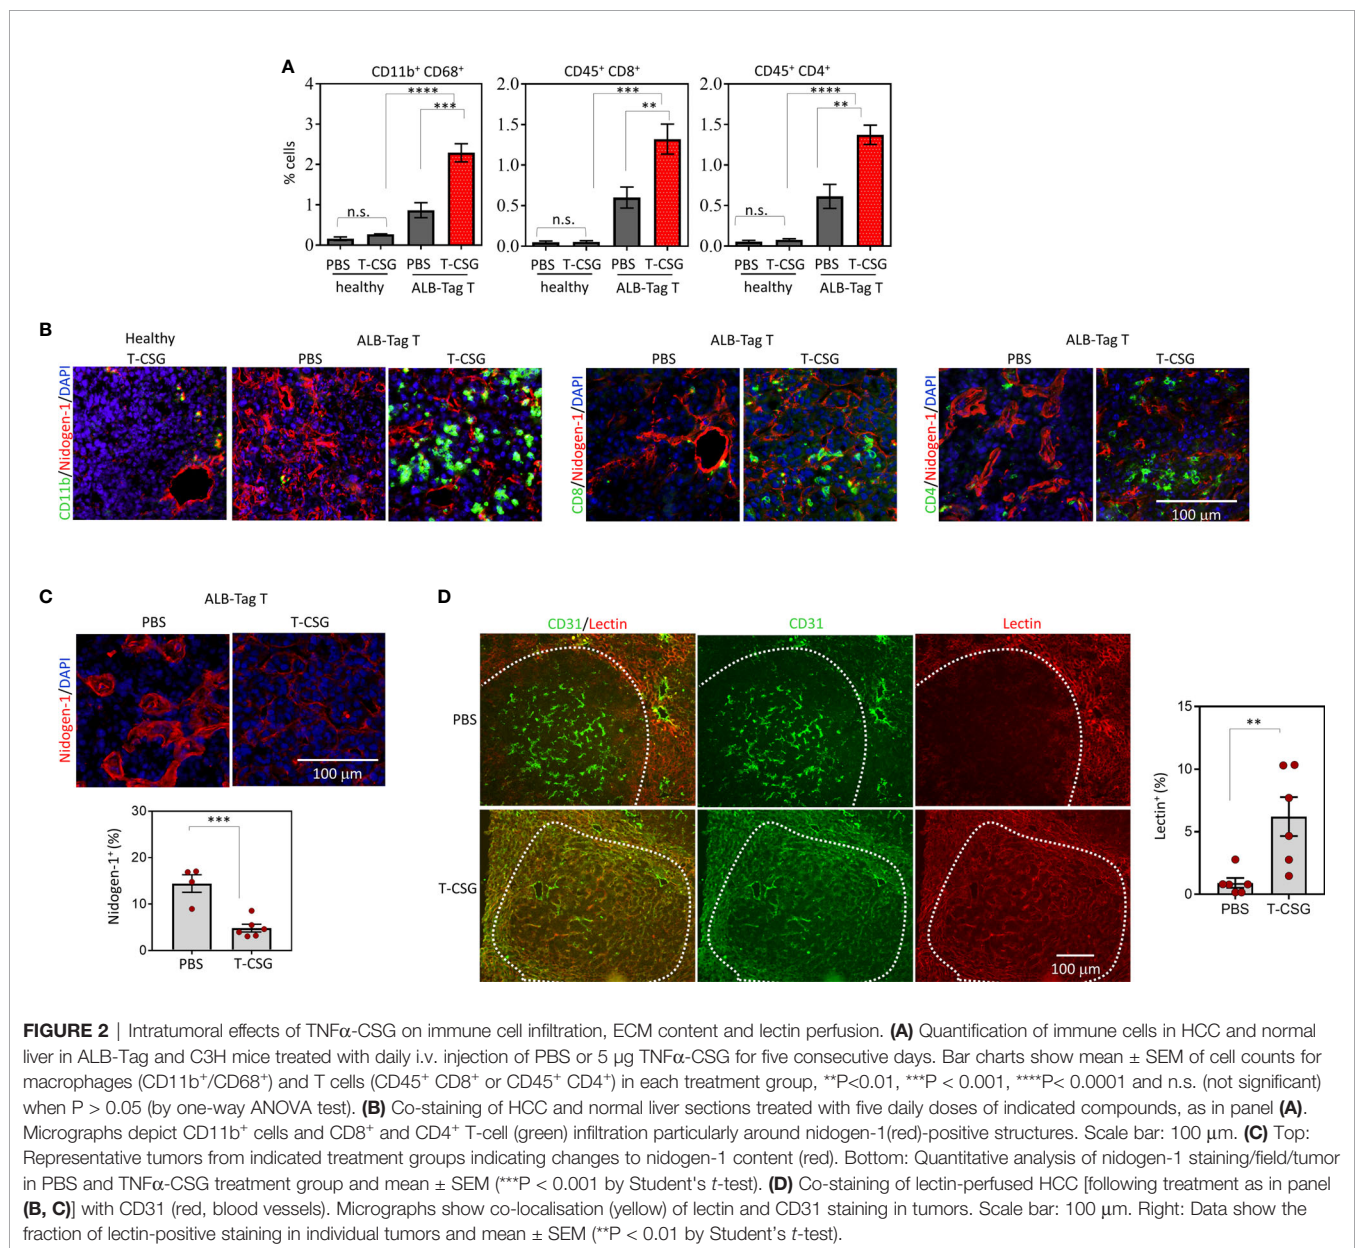 A
CD11b⁺ CD68⁺
CD45⁺ CD8⁺
CD45⁺ CD4⁺
% cells
4
3
2
1
0
n.s.
****
***
PBS T-CSG PBS T-CSG
healthy ALB-Tag T
2.0
1.5
1.0
0.5
0.0
n.s.
***
**
PBS T-CSG PBS T-CSG
healthy ALB-Tag T
2.0
1.5
1.0
0.5
0.0
n.s.
****
**
PBS T-CSG PBS T-CSG
healthy ALB-Tag T
B
Healthy
T-CSG
ALB-Tag T
PBS T-CSG
CD11b/Nidogen-1/DAPI
ALB-Tag T
PBS T-CSG
CD8/Nidogen-1/DAPI
ALB-Tag T
PBS T-CSG
CD4/Nidogen-1/DAPI
100 µm
C
ALB-Tag T
PBS T-CSG
Nidogen-1/DAPI
100 µm
Nidogen-1⁺ (%)
30
20
10
0
***
PBS T-CSG
D
CD31/Lectin
CD31
Lectin
PBS
T-CSG
100 µm
Lectin⁺ (%)
15
10
5
0
**
PBS T-CSG
FIGURE 2 | Intratumoral effects of TNFα-CSG on immune cell infiltration, ECM content and lectin perfusion. (A) Quantification of immune cells in HCC and normal
liver in ALB-Tag and C3H mice treated with daily i.v. injection of PBS or 5 µg TNFα-CSG for five consecutive days. Bar charts show mean ± SEM of cell counts for
macrophages (CD11b⁺/CD68⁺) and T cells (CD45⁺ CD8⁺ or CD45⁺ CD4⁺) in each treatment group, **P<0.01, ***P < 0.001, ****P< 0.0001 and n.s. (not significant)
when P > 0.05 (by one-way ANOVA test). (B) Co-staining of HCC and normal liver sections treated with five daily doses of indicated compounds, as in panel (A).
Micrographs depict CD11b⁺ cells and CD8⁺ and CD4⁺ T-cell (green) infiltration particularly around nidogen-1(red)-positive structures. Scale bar: 100 µm. (C) Top:
Representative tumors from indicated treatment groups indicating changes to nidogen-1 content (red). Bottom: Quantitative analysis of nidogen-1 staining/field/tumor
in PBS and TNFα-CSG treatment group and mean ± SEM (***P < 0.001 by Student's t-test). (D) Co-staining of lectin-perfused HCC [following treatment as in panel
(B, C)] with CD31 (red, blood vessels). Micrographs show co-localisation (yellow) of lectin and CD31 staining in tumors. Scale bar: 100 µm. Right: Data show the
fraction of lectin-positive staining in individual tumors and mean ± SEM (**P < 0.01 by Student’s t-test).